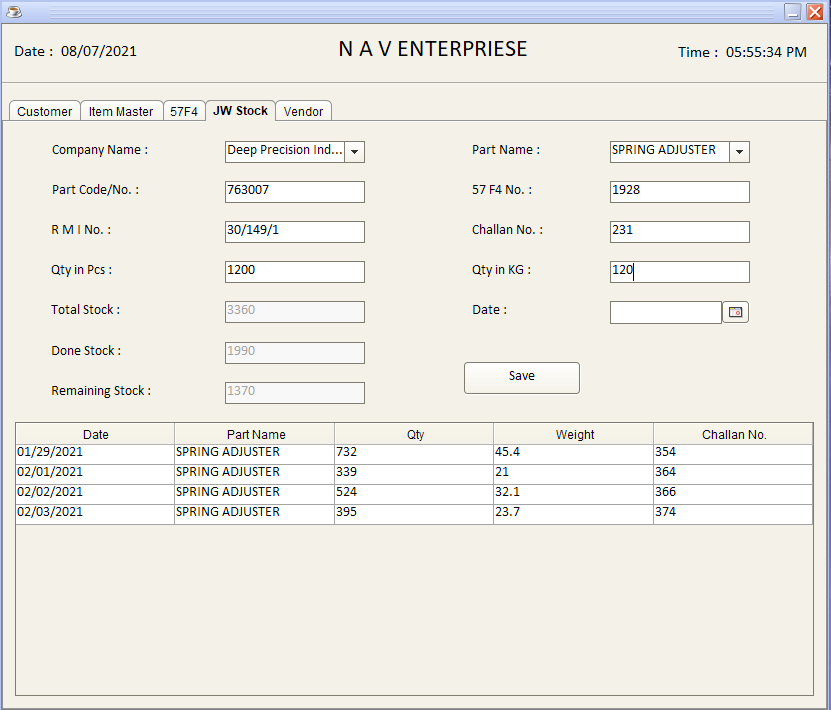 Date : 08/07/2021 N A V ENTERPRIESE Time : 05:55:34 PM
Customer Item Master 57F4 JW Stock Vendor
Company Name : Deep Precision Ind... Part Name : SPRING ADJUSTER
Part Code/No. : 763007 57 F4 No. : 1928
R M I No. : 30/149/1 Challan No. : 231
Qty in Pcs : 1200 Qty in KG : 120
Total Stock : 3360 Date :
Done Stock : 1990
Save
Remaining Stock : 1370
Date Part Name Qty Weight Challan No.
01/29/2021 SPRING ADJUSTER 732 45.4 354
02/01/2021 SPRING ADJUSTER 339 21 364
02/02/2021 SPRING ADJUSTER 524 32.1 366
02/03/2021 SPRING ADJUSTER 395 23.7 374